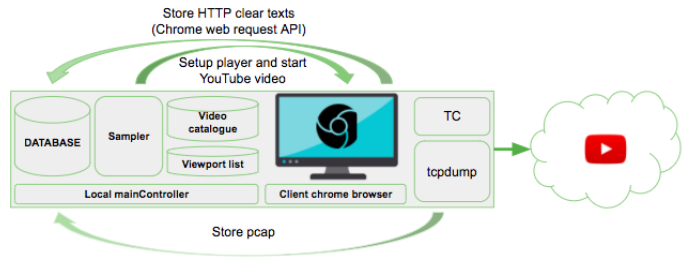 Store HTTP clear texts
(Chrome web request API)
Setup player and start
YouTube video
DATABASE
Sampler
Video
catalogue
Viewport list
TC
tcpdump
Local mainController
Client chrome browser
Store pcap